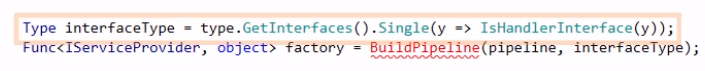 Type interfaceType = type.GetInterfaces().Single(y => IsHandlerInterface(y));
Func<IServiceProvider, object> factory = BuildPipeline(pipeline, interfaceType);